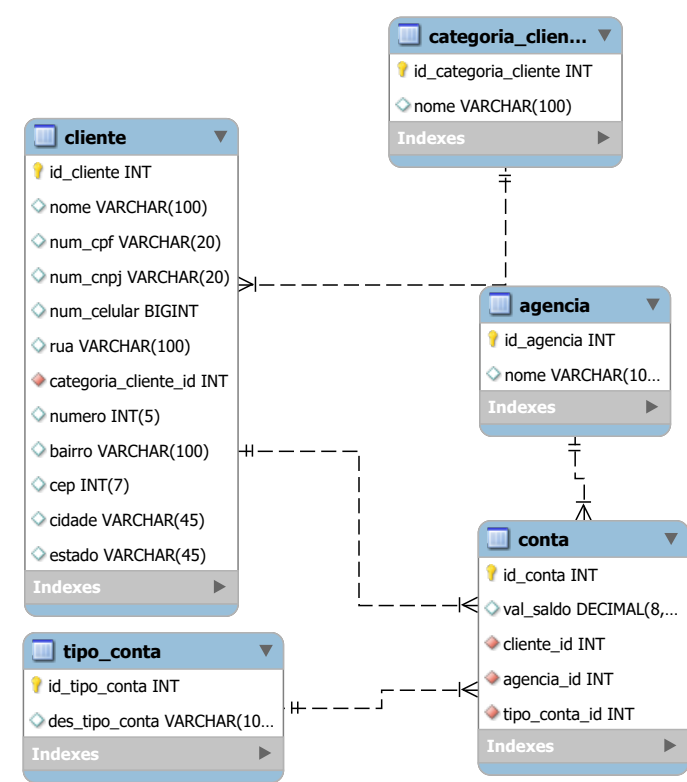 categoria_clien...
id_categoria_cliente INT
nome VARCHAR(100)
Indexes
cliente
id_cliente INT
nome VARCHAR(100)
num_cpf VARCHAR(20)
num_cnpj VARCHAR(20)
num_celular BIGINT
rua VARCHAR(100)
categoria_cliente_id INT
numero INT(5)
bairro VARCHAR(100)
cep INT(7)
cidade VARCHAR(45)
estado VARCHAR(45)
Indexes
agencia
id_agencia INT
nome VARCHAR(10...
Indexes
conta
id_conta INT
val_saldo DECIMAL(8,...
cliente_id INT
agencia_id INT
tipo_conta_id INT
Indexes
tipo_conta
id_tipo_conta INT
des_tipo_conta VARCHAR(10...
Indexes